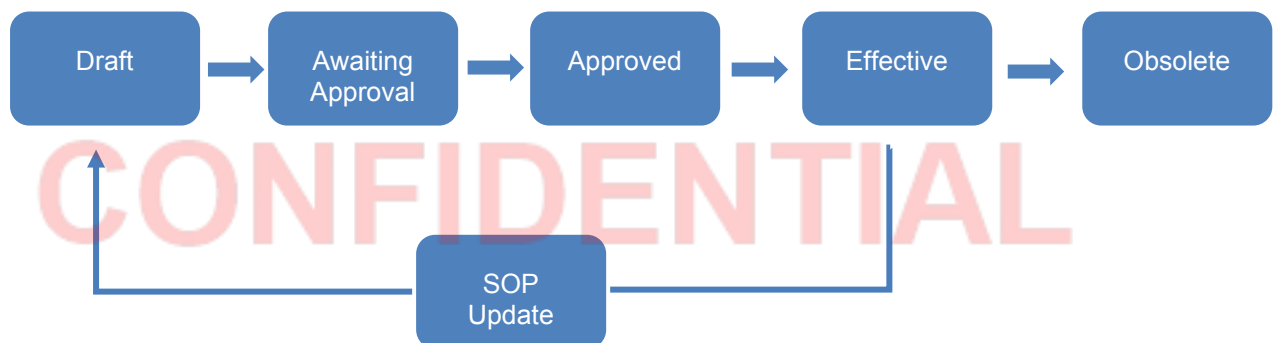 Draft
Awaiting
Approval
Approved
Effective
Obsolete
CONFIDENTIAL
SOP
Update